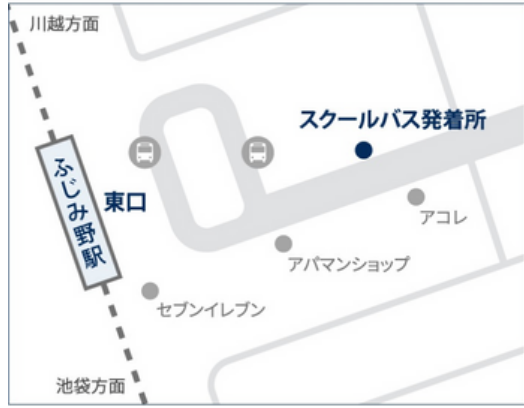 川越方面
スクールバス発着所
ふじみ野駅
東口
アコレ
アパマンショップ
セブンイレブン
池袋方面